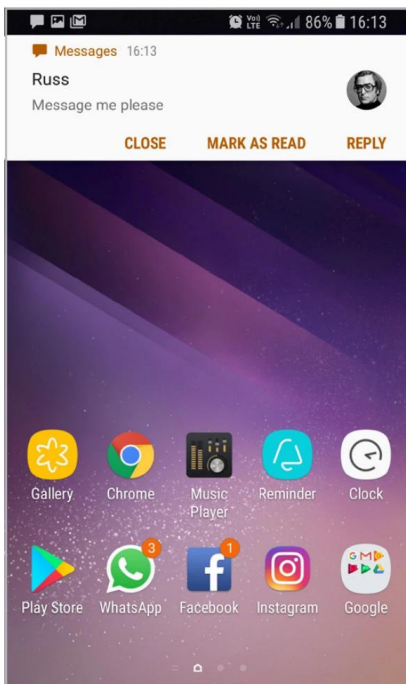 VoI) LTE 86% 16:13
Messages 16:13
Russ
Message me please
CLOSE MARK AS READ REPLY
Gallery Chrome Music Player Reminder Clock
3 1
Play Store WhatsApp Facebook Instagram Google